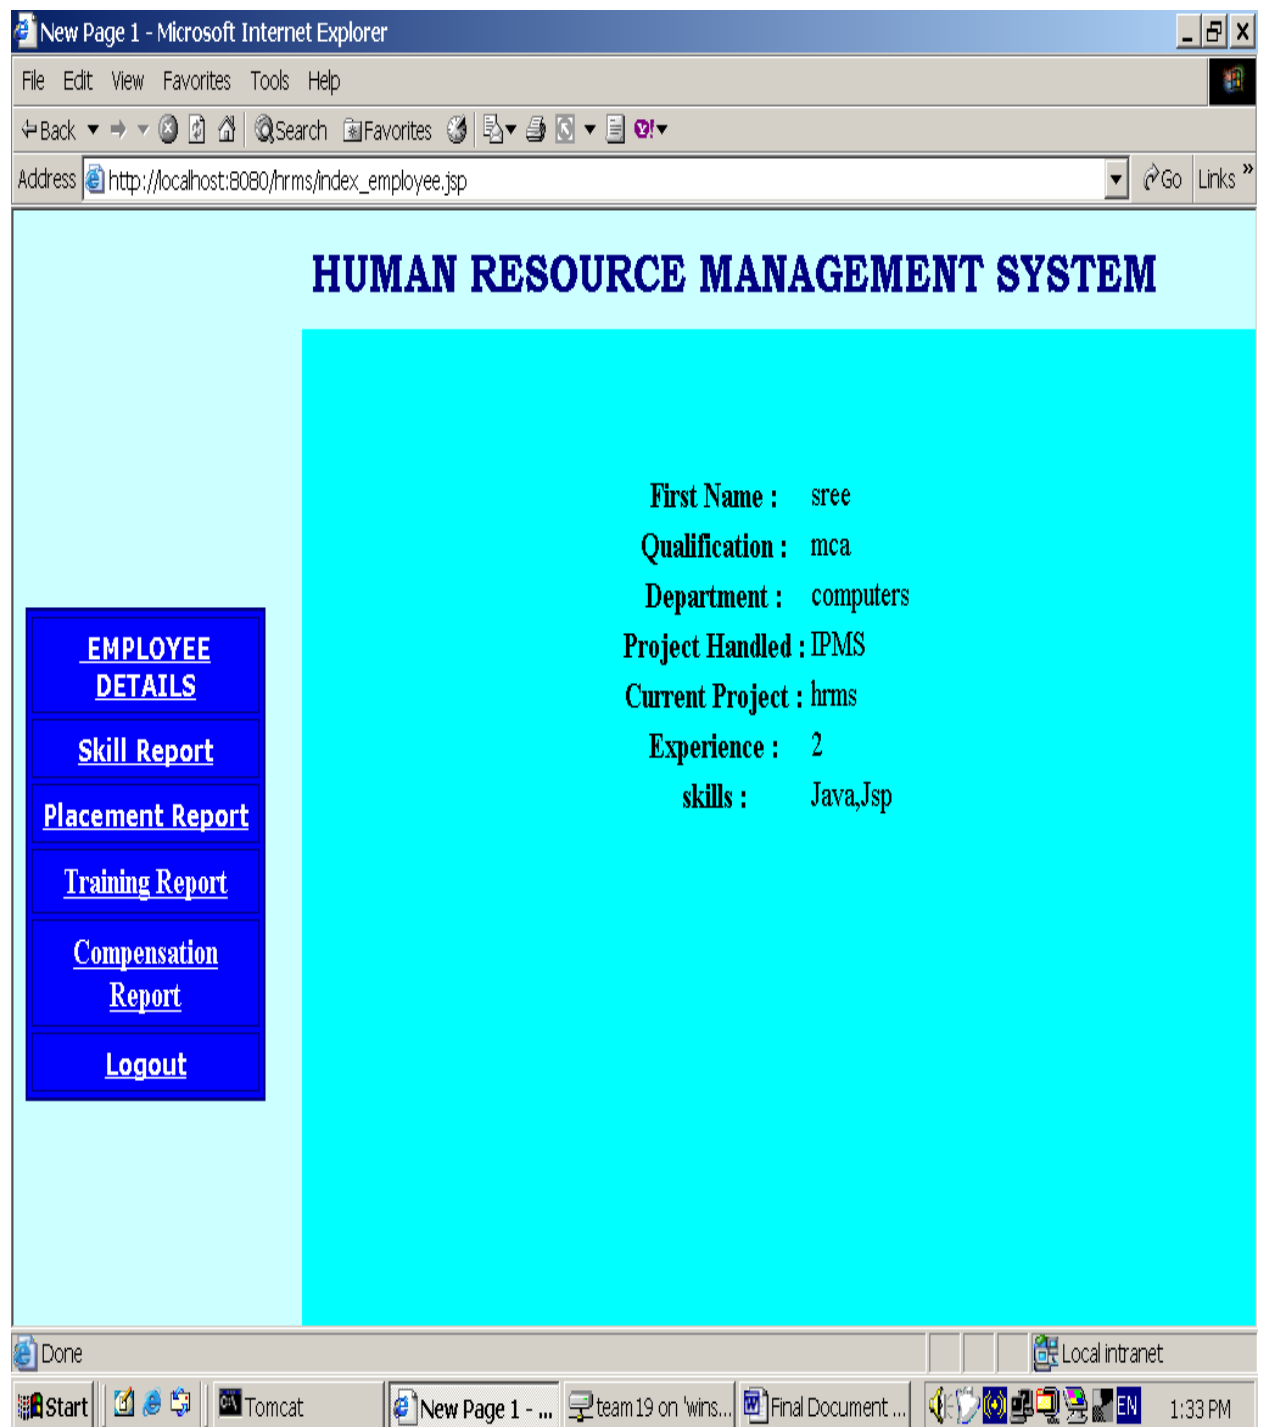 New Page 1 - Microsoft Internet Explorer
File Edit View Favorites Tools Help
Back Search Favorites
Address http://localhost:8080/hrms/index_employee.jsp Go Links »
HUMAN RESOURCE MANAGEMENT SYSTEM
First Name : sree
Qualification : mca
Department : computers
Project Handled : IPMS
Current Project : hrms
Experience : 2
skills : Java,Jsp
EMPLOYEE
DETAILS
Skill Report
Placement Report
Training Report
Compensation
Report
Logout
Done Local intranet
Start Tomcat New Page 1 - ... team19 on 'wins... Final Document ... EN 1:33 PM